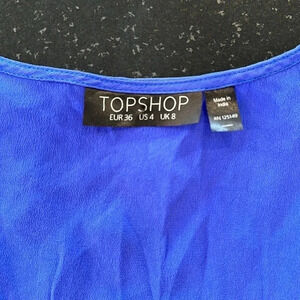 TOPSHOP
EUR 36 US 4 UK 8
Made in
India